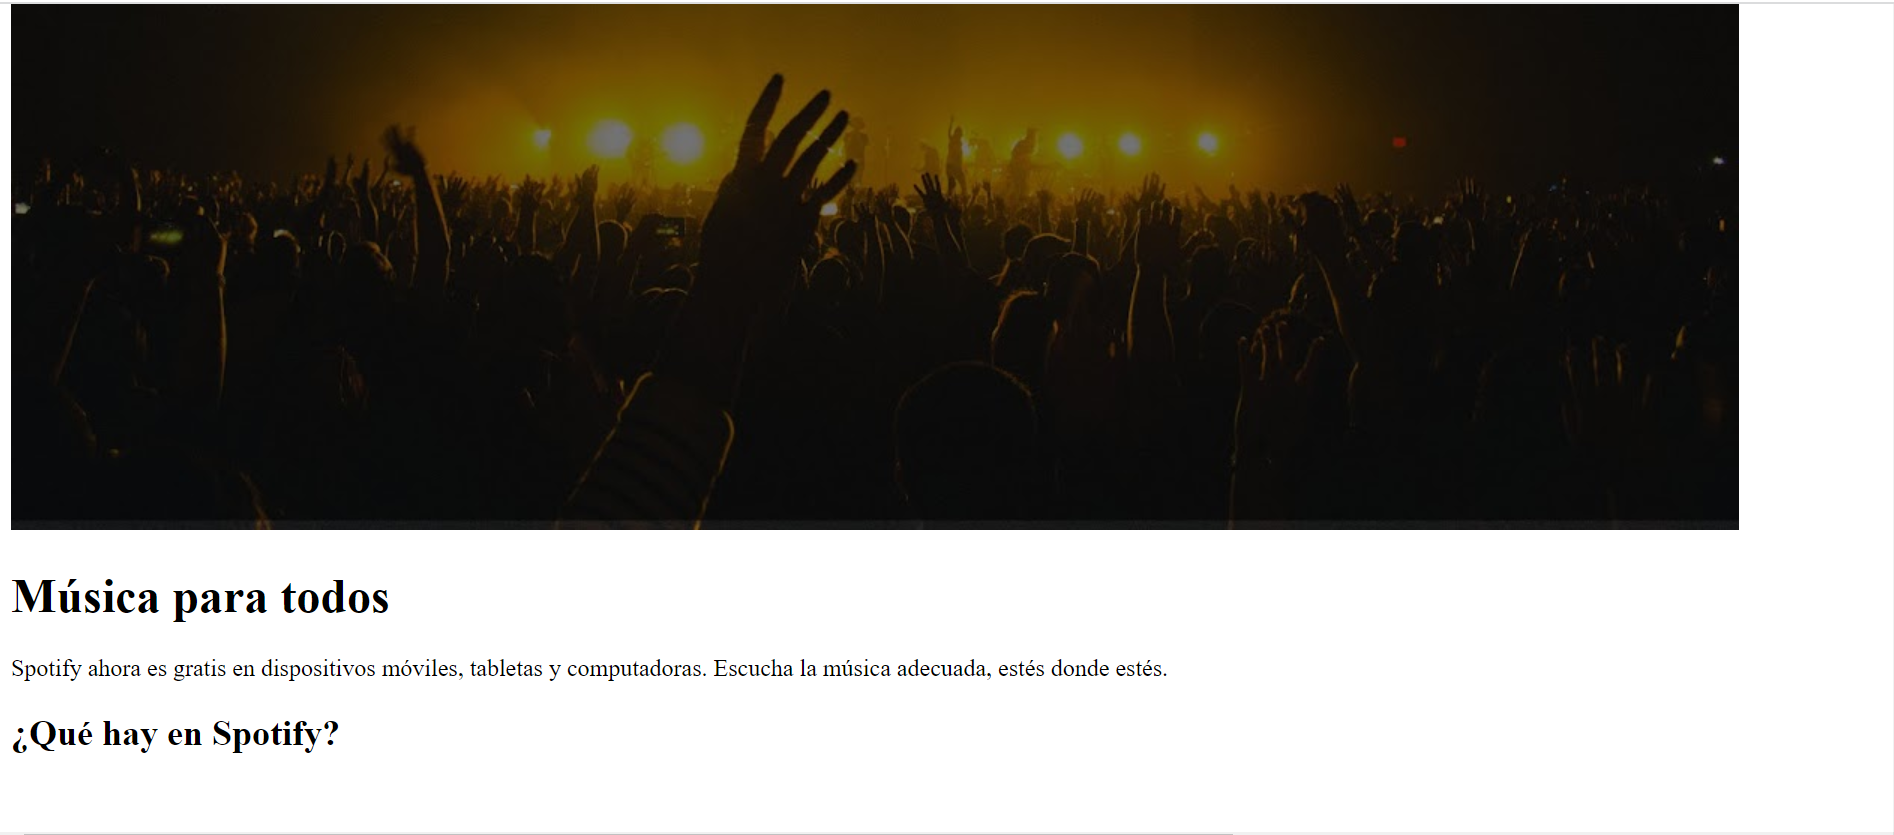 Música para todos
Spotify ahora es gratis en dispositivos móviles, tabletas y computadoras. Escucha la música adecuada, estés donde estés.
¿Qué hay en Spotify?